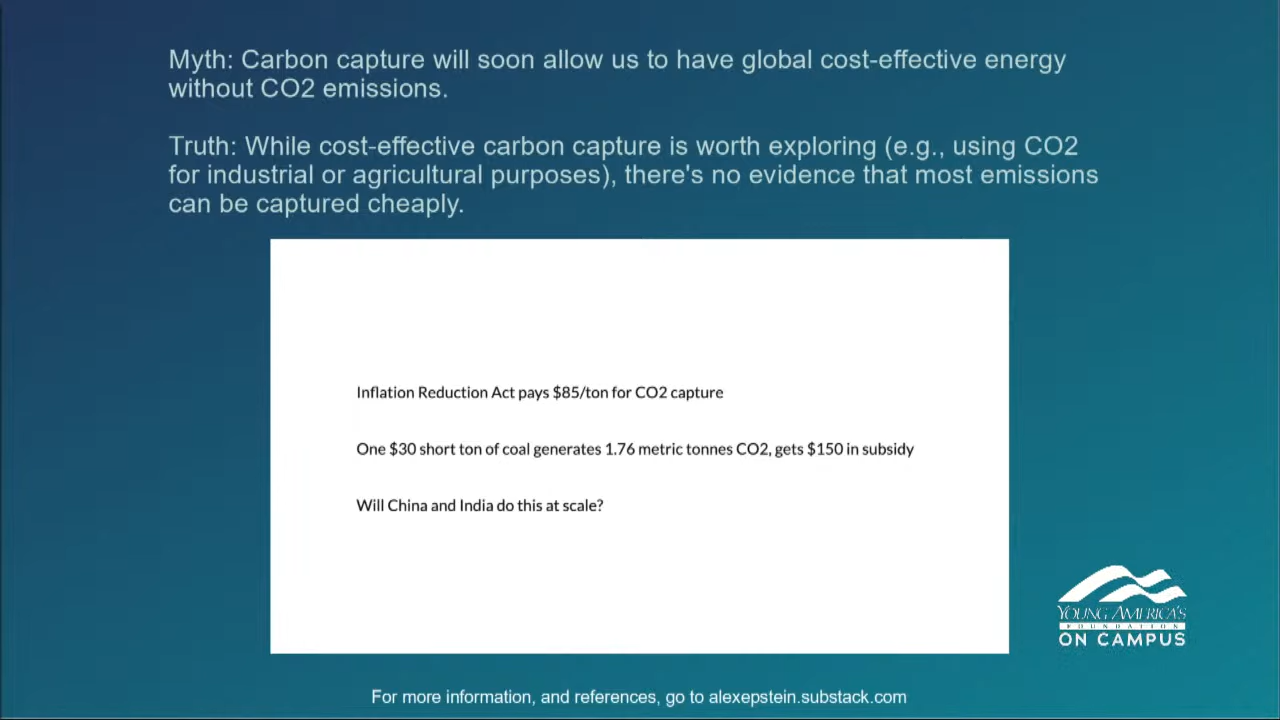 Myth: Carbon capture will soon allow us to have global cost-effective energy
without CO2 emissions.
Truth: While cost-effective carbon capture is worth exploring (e.g., using CO2
for industrial or agricultural purposes), there's no evidence that most emissions
can be captured cheaply.
Inflation Reduction Act pays $85/ton for CO2 capture
One $30 short ton of coal generates 1.76 metric tonnes CO2, gets $150 in subsidy
Will China and India do this at scale?
YOUNG AMERICA'S
FOUNDATION
ON CAMPUS
For more information, and references, go to alexepstein.substack.com